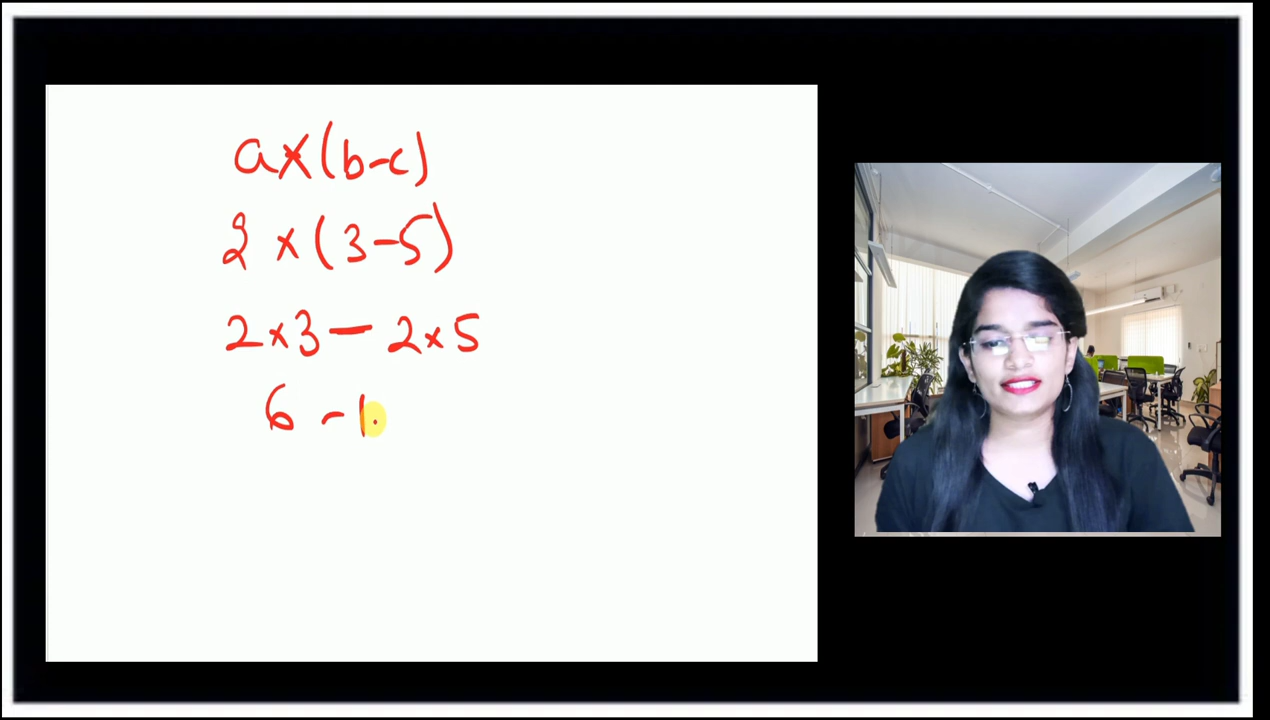 a×(b-c)
2 × (3-5)
2×3 - 2×5
6 - 1